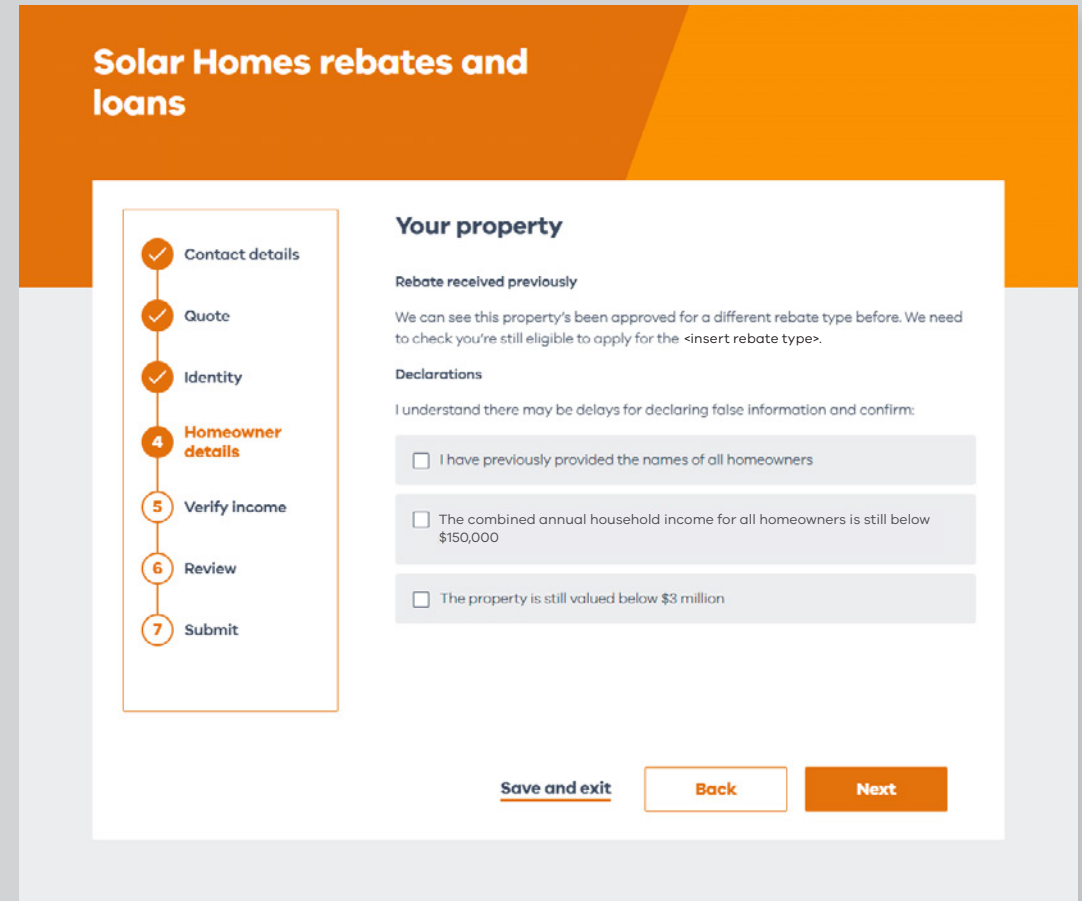 Solar Homes rebates and
loans
Contact details
Quote
Identity
4
Homeowner
details
5
Verify income
6
Review
7
Submit
Your property
Rebate received previously
We can see this property's been approved for a different rebate type before. We need
to check you're still eligible to apply for the <insert rebate type>.
Declarations
I understand there may be delays for declaring false information and confirm:
I have previously provided the names of all homeowners
The combined annual household income for all homeowners is still below
$150,000
The property is still valued below $3 million
Save and exit
Back
Next